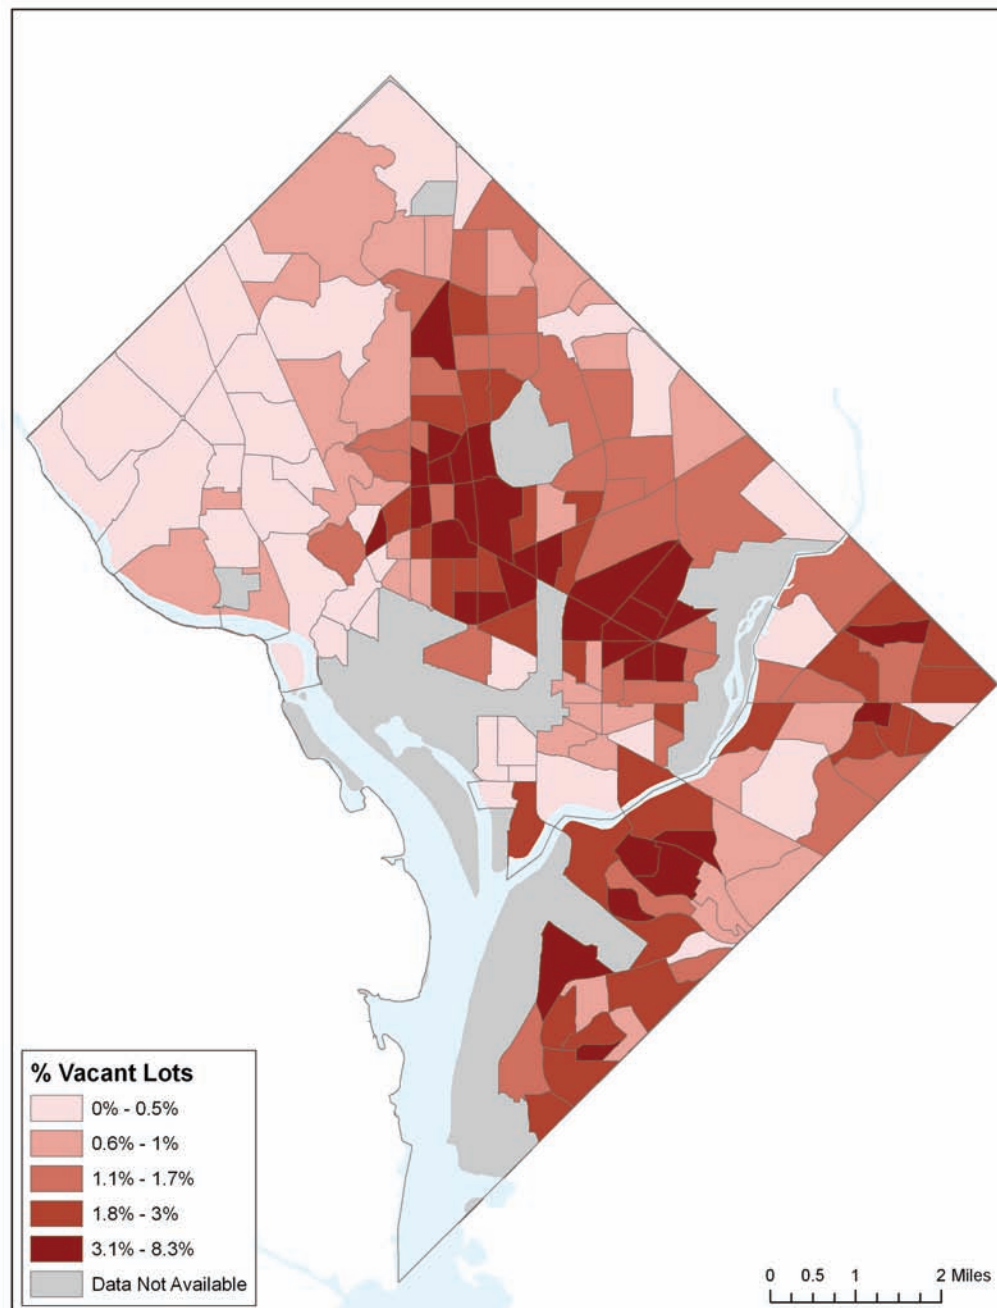 % Vacant Lots
0% - 0.5%
0.6% - 1%
1.1% - 1.7%
1.8% - 3%
3.1% - 8.3%
Data Not Available
0 0.5 1 2 Miles